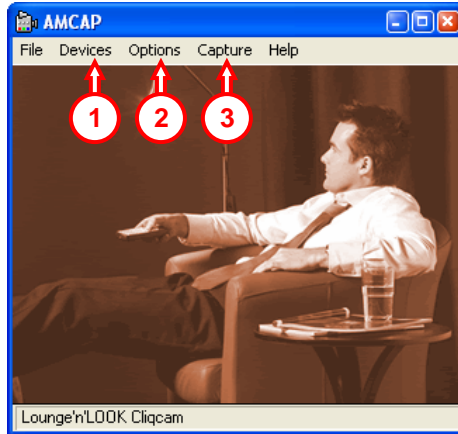 AMCAP
File Devices Options Capture Help
1 2 3
Lounge'n'LOOK Cliqcam